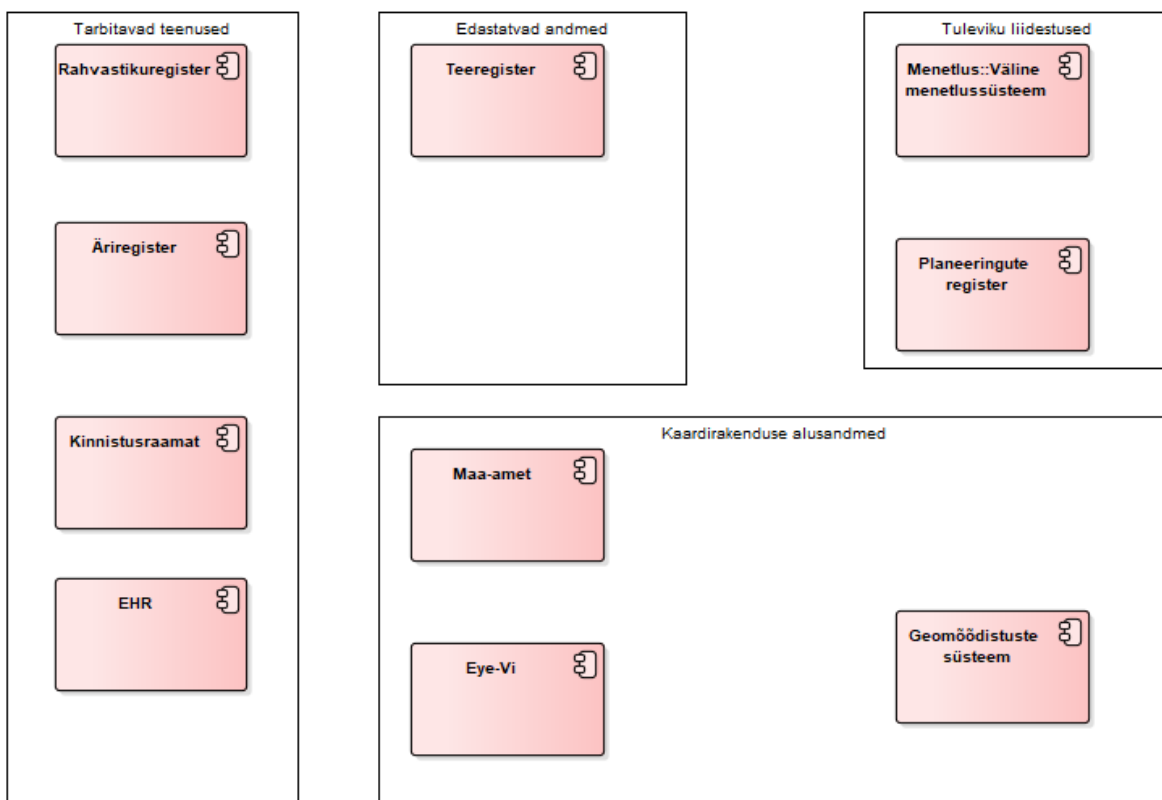 Tarbitavad teenused
Rahvastikuregister
Äriregister
Kinnistusraamat
EHR
Edastatvad andmed
Teeregister
Tuleviku liidestused
Menetlus::Väline
menetlussüsteem
Planeeringute
register
Kaardirakenduse alusandmed
Maa-amet
Eye-Vi
Geomõõdistuste
süsteem